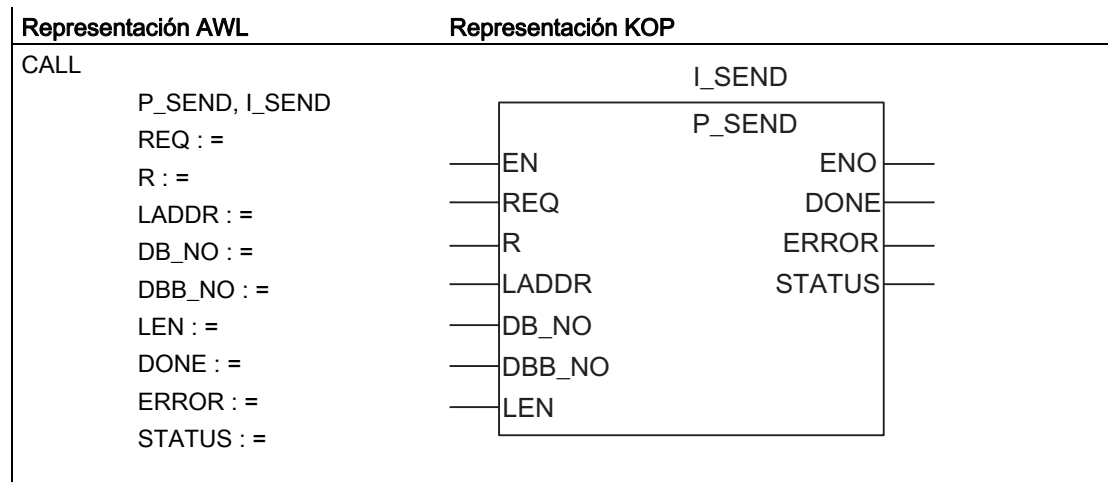 Representación AWL
Representación KOP
CALL
P_SEND, I_SEND
REQ : =
R : =
LADDR : =
DB_NO : =
DBB_NO : =
LEN : =
DONE : =
ERROR : =
STATUS : =
I_SEND
P_SEND
EN ENO
REQ DONE
R ERROR
LADDR STATUS
DB_NO
DBB_NO
LEN